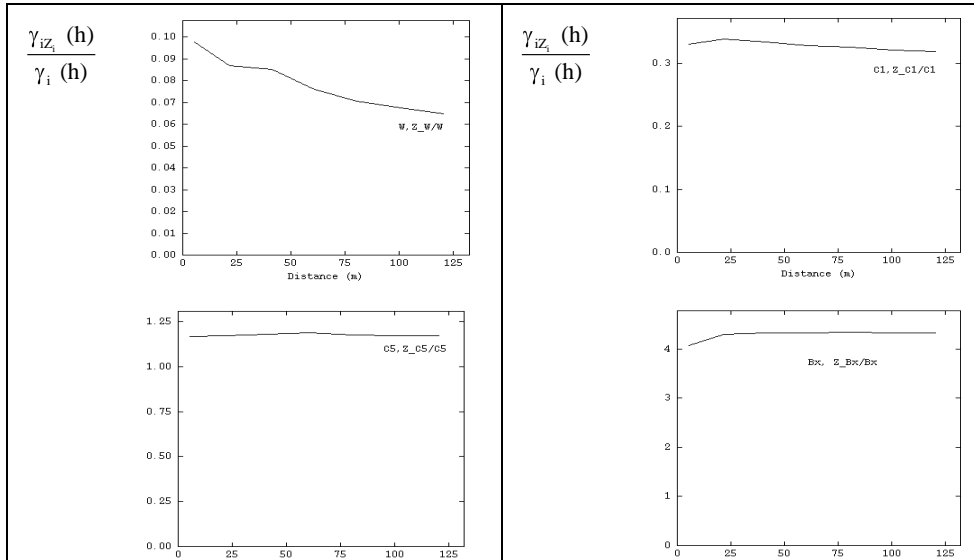 γiZi (h)
γi (h)
0.10
0.09
0.08
0.07
0.06
0.05
0.04
0.03
0.02
0.01
0.00
W,Z_W/W
0 25 50 75 100 125
Distance (m)
γiZi (h)
γi (h)
0.3
0.2
0.1
0.0
C1,Z_C1/C1
0 25 50 75 100 125
Distance (m)
1.25
1.00
0.75
0.50
0.25
0.00
C5,Z_C5/C5
0 25 50 75 100 125
4
3
2
1
0
Bx, Z_Bx/Bx
0 25 50 75 100 125